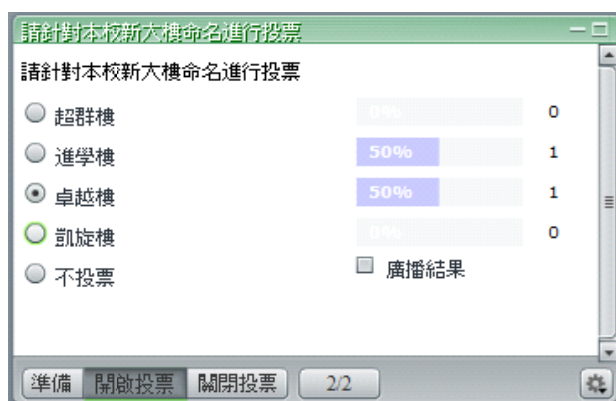 請針對本校新大樓命名進行投票
請針對本校新大樓命名進行投票
超群樓 0% 0
進學樓 50% 1
卓越樓 50% 1
凱旋樓 0% 0
不投票 廣播結果
準備 開啟投票 關閉投票 2/2